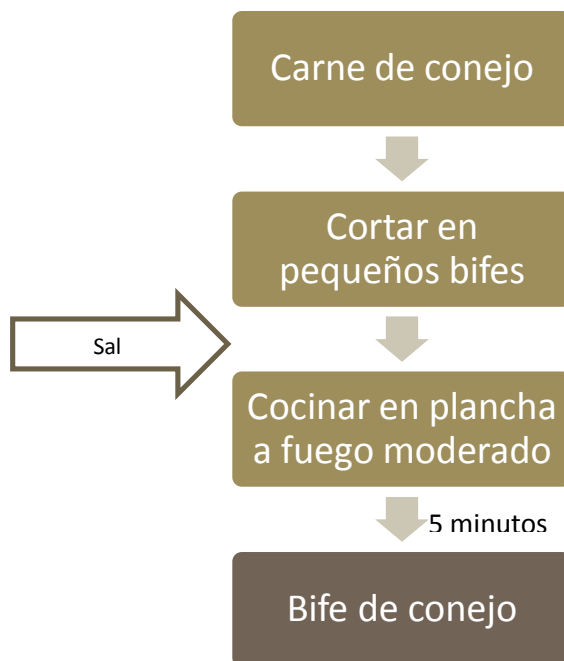 Carne de conejo
Cortar en
pequeños bifes
Sal
Cocinar en plancha
a fuego moderado
5 minutos
Bife de conejo